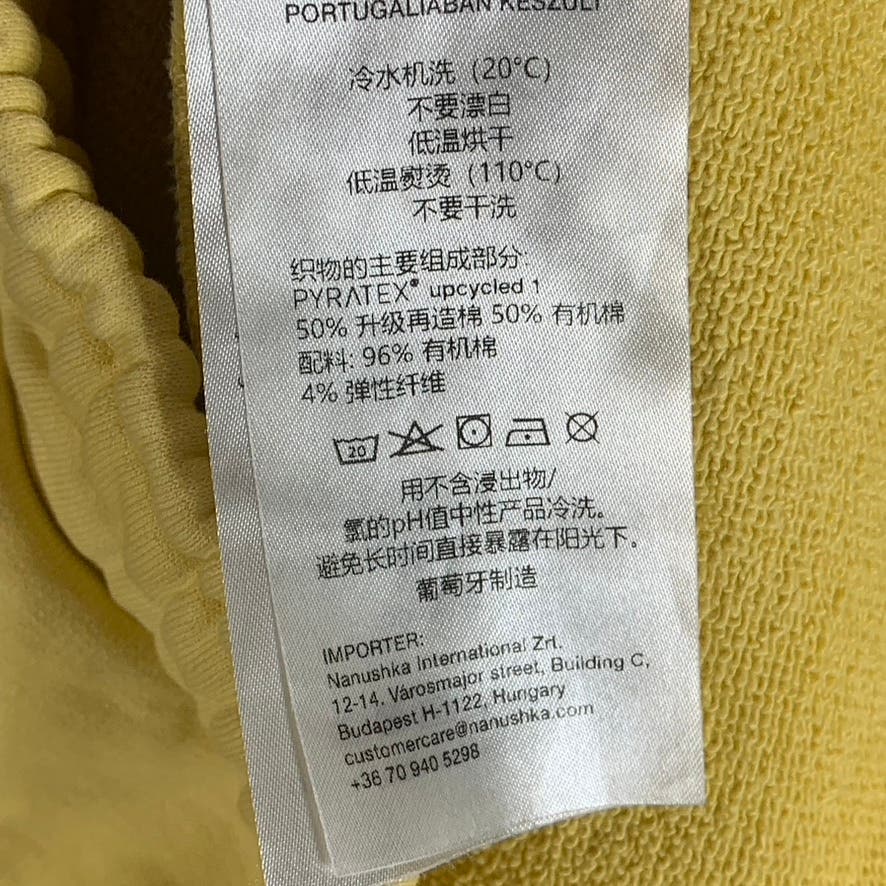 PORTUGÁLIÁBAN KÉSZÜLT
冷水机洗 (20°C)
不要漂白
低温烘干
低温熨烫 (110°C)
不要干洗
织物的主要组成部分:
PYRATEX® upcycled 1
50% 升级再造棉 50% 有机棉
配料: 96% 有机棉
4% 弹性纤维
20
用不含浸出物/
氯的pH值中性产品冷洗。
避免长时间直接暴露在阳光下。
葡萄牙制造
IMPORTER:
Nanushka International Zrt.
12-14. Városmajor street, Building C,
Budapest H-1122, Hungary
customercare@nanushka.com
+36 70 940 5298